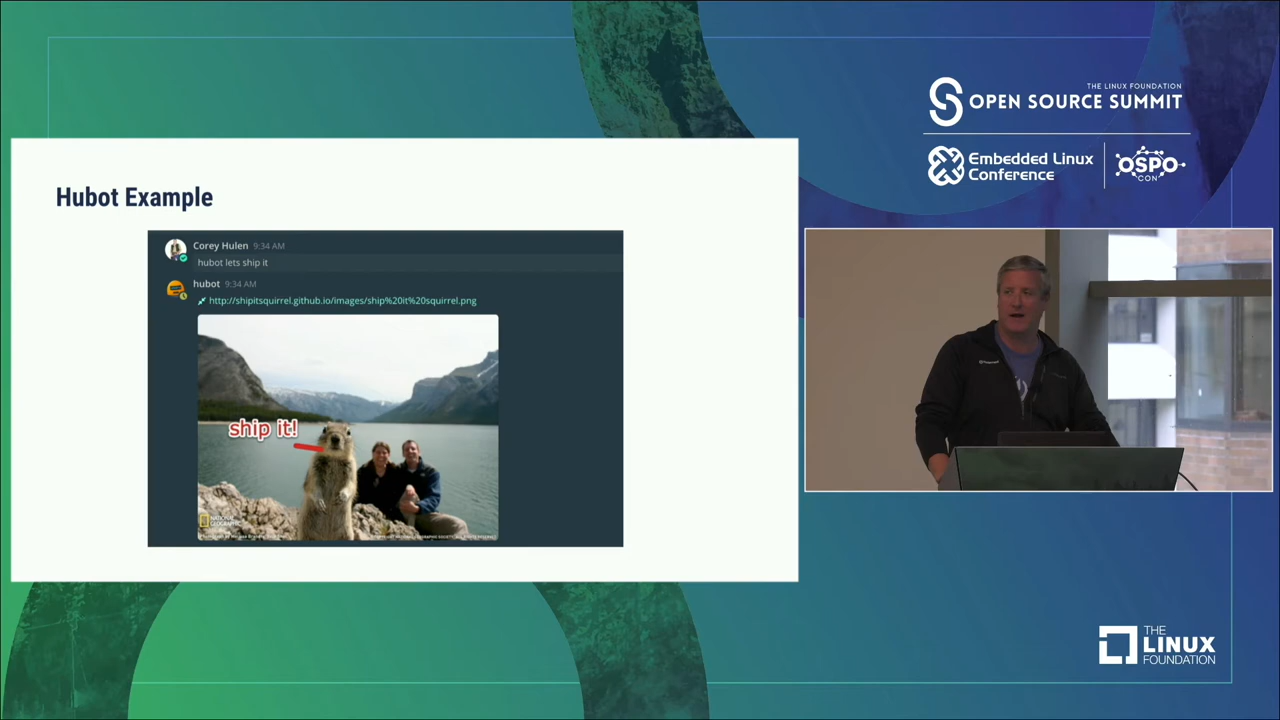 THE LINUX FOUNDATION
OPEN SOURCE SUMMIT
Embedded Linux
Conference
OSPO
CON
Hubot Example
Corey Hulen 9:34 AM
hubot lets ship it
hubot 9:34 AM
http://shipitsquirrel.github.io/images/ship%20it%20squirrel.png
ship it!
NATIONAL
GEOGRAPHIC
THE
LINUX
FOUNDATION